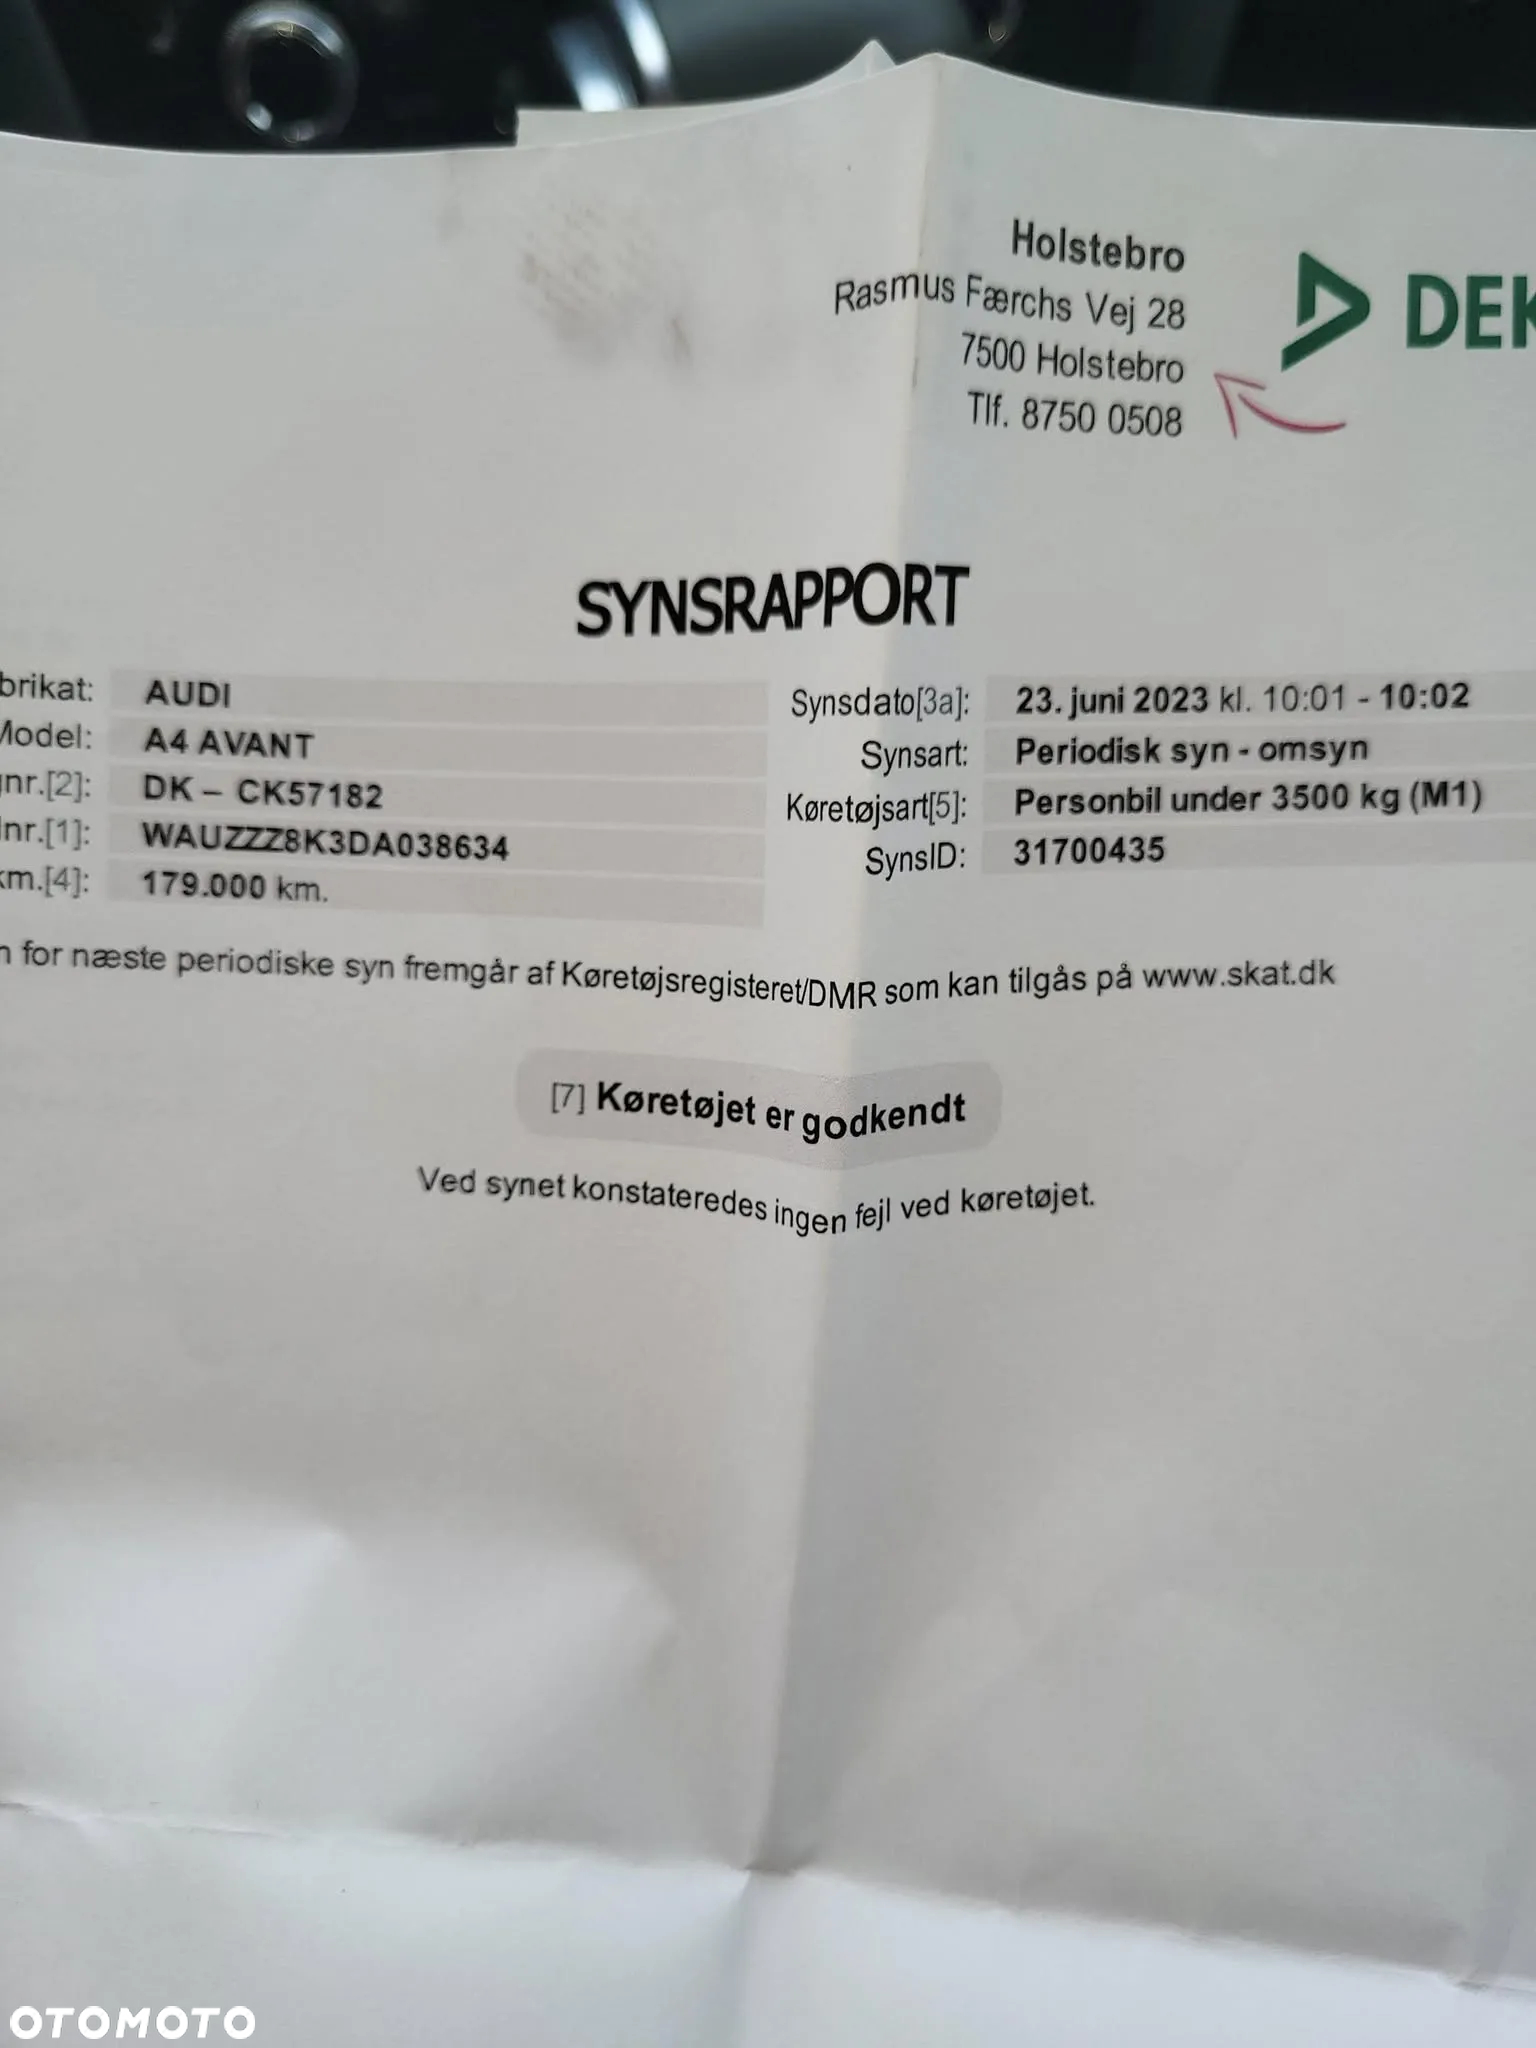 Holstebro
Rasmus Færchs Vej 28
7500 Holstebro
Tlf. 8750 0508
DEK
SYNSRAPPORT
brikat: AUDI
Model: A4 AVANT
nr.[2]: DK – CK57182
lnr.[1]: WAUZZZ8K3DA038634
km.[4]: 179.000 km.
Synsdato[3a]: 23. juni 2023 kl. 10:01 - 10:02
Synsart: Periodisk syn - omsyn
Køretøjsart[5]: Personbil under 3500 kg (M1)
SynsID: 31700435
n for næste periodiske syn fremgår af Køretøjsregisteret/DMR som kan tilgås på www.skat.dk
[7] Køretøjet er godkendt
Ved synet konstateredes ingen fejl ved køretøjet.
OTOMOTO